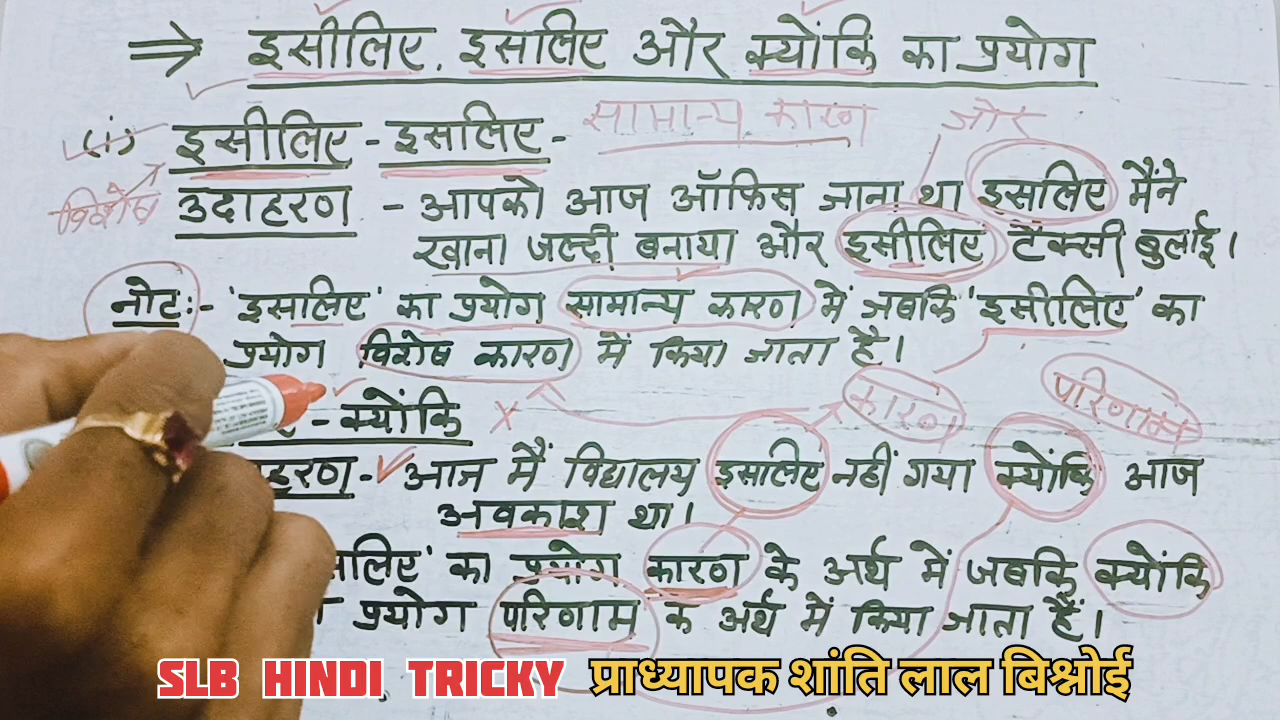 ⇒ इसीलिए, इसलिए और क्योंकि का प्रयोग
(i) इसीलिए - इसलिए - सामान्य कारण और
विशेष
उदाहरण - आपको आज ऑफिस जाना था इसलिए मैंने
खाना जल्दी बनाया और इसीलिए टैक्सी बुलाई।
नोट:- 'इसलिए' का प्रयोग सामान्य कारण में जबकि 'इसीलिए' का
प्रयोग विशेष कारण में किया जाता है।
कारण परिणाम
- क्योंकि ×
हरण - आज मैं विद्यालय इसलिए नहीं गया क्योंकि आज
अवकाश था।
सलिए' का प्रयोग कारण के अर्थ में जबकि क्योंकि
प्रयोग परिणाम के अर्थ में किया जाता हैं।
SLB HINDI TRICKY प्राध्यापक शांति लाल बिश्नोई